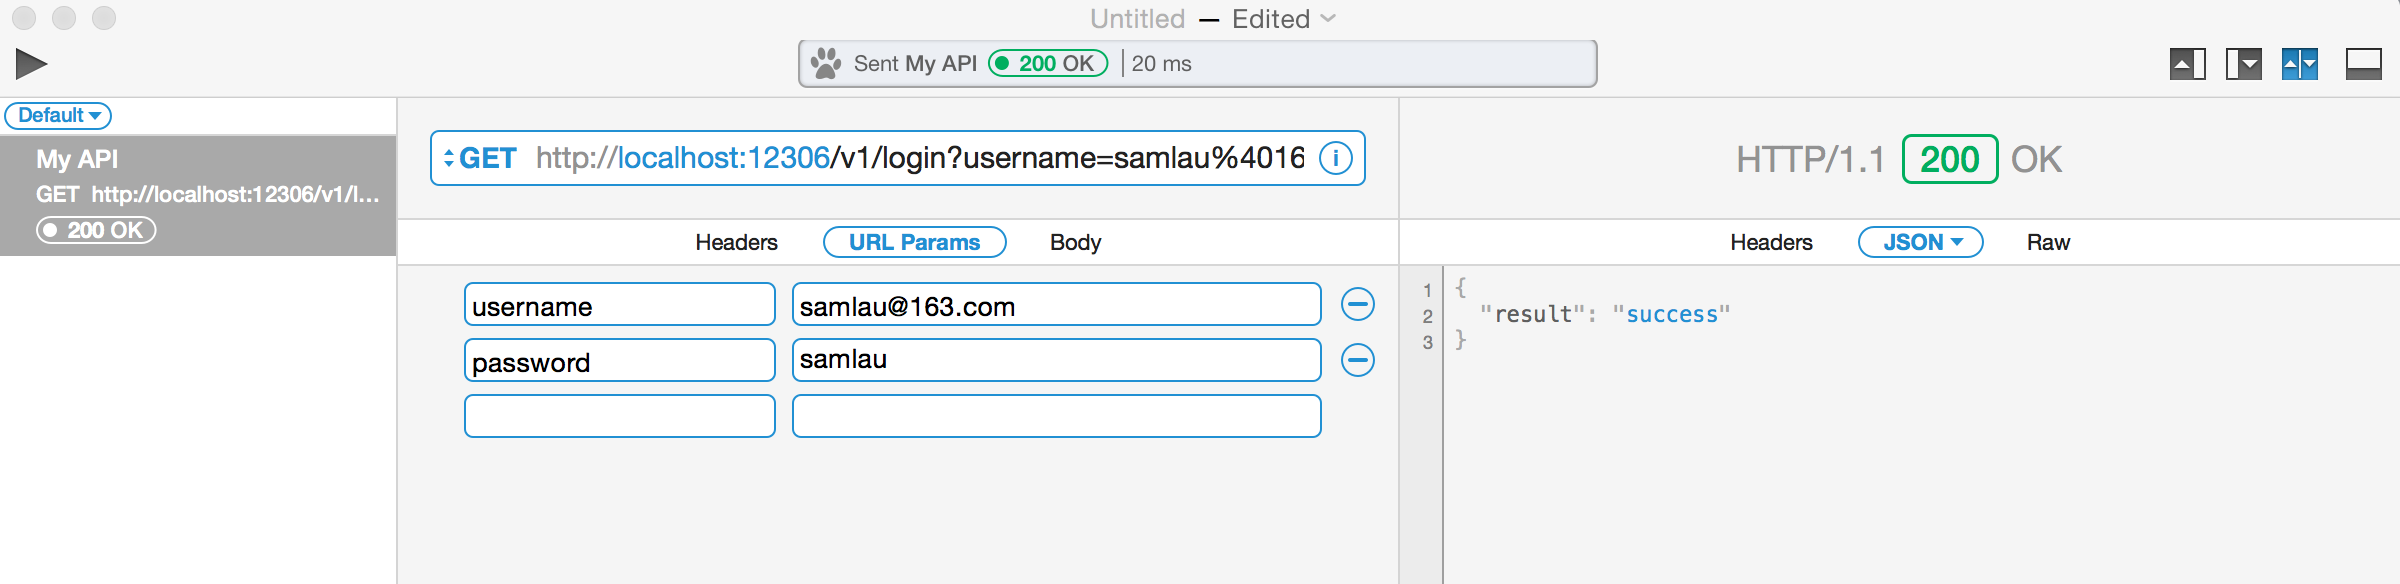 Untitled — Edited
Sent My API 200 OK 20 ms
Default
My API
GET http://localhost:12306/v1/l...
200 OK
GET http://localhost:12306/v1/login?username=samlau%4016
i
Headers URL Params Body
username samlau@163.com
password samlau
HTTP/1.1 200 OK
Headers JSON Raw
1 {
2 "result": "success"
3 }